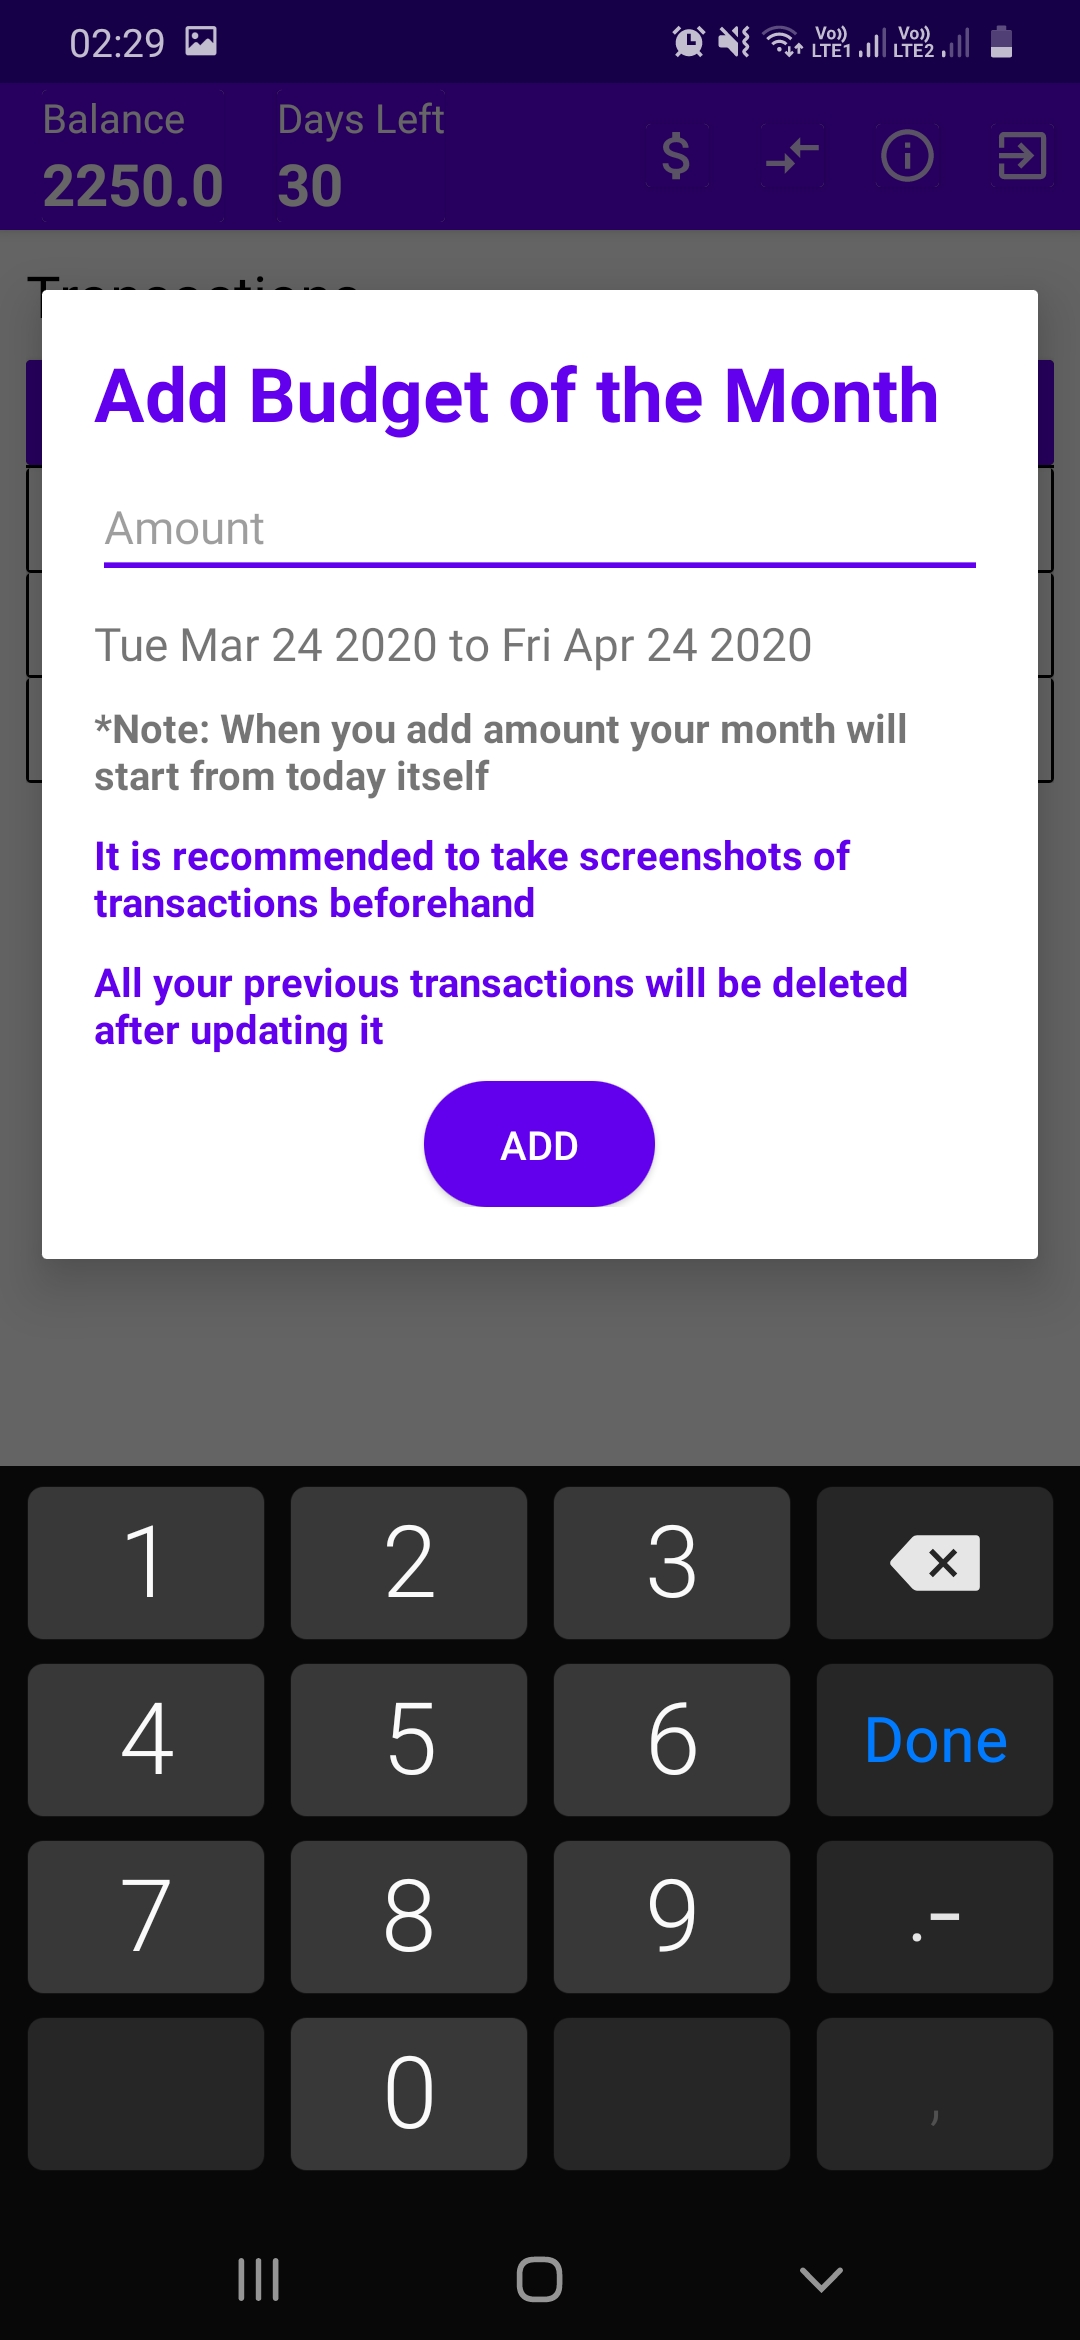 02:29
Vo)) LTE1 Vo)) LTE2
Balance Days Left
2250.0 30
Transactions
Add Budget of the Month
Amount
Tue Mar 24 2020 to Fri Apr 24 2020
*Note: When you add amount your month will
start from today itself
It is recommended to take screenshots of
transactions beforehand
All your previous transactions will be deleted
after updating it
ADD
1 2 3
4 5 6 Done
7 8 9 .-
0 ,